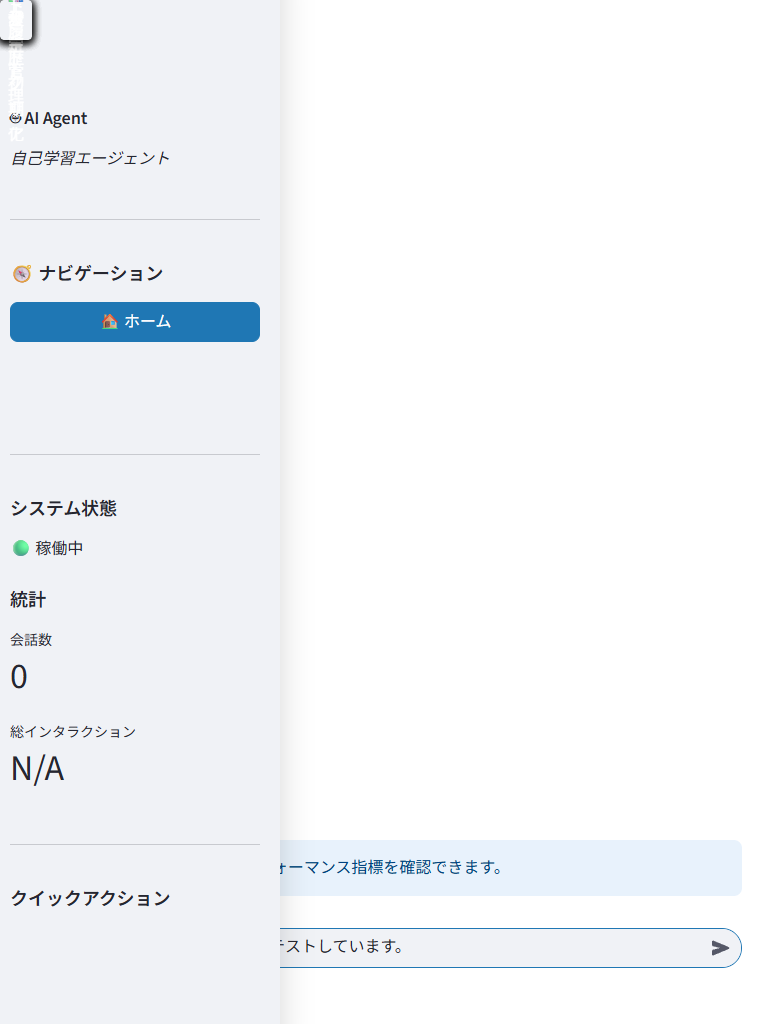 AI Agent
自己学習エージェント
ナビゲーション
ホーム
システム状態
稼働中
統計
会話数
0
総インタラクション
N/A
クイックアクション
ォーマンス指標を確認できます。
テストしています。